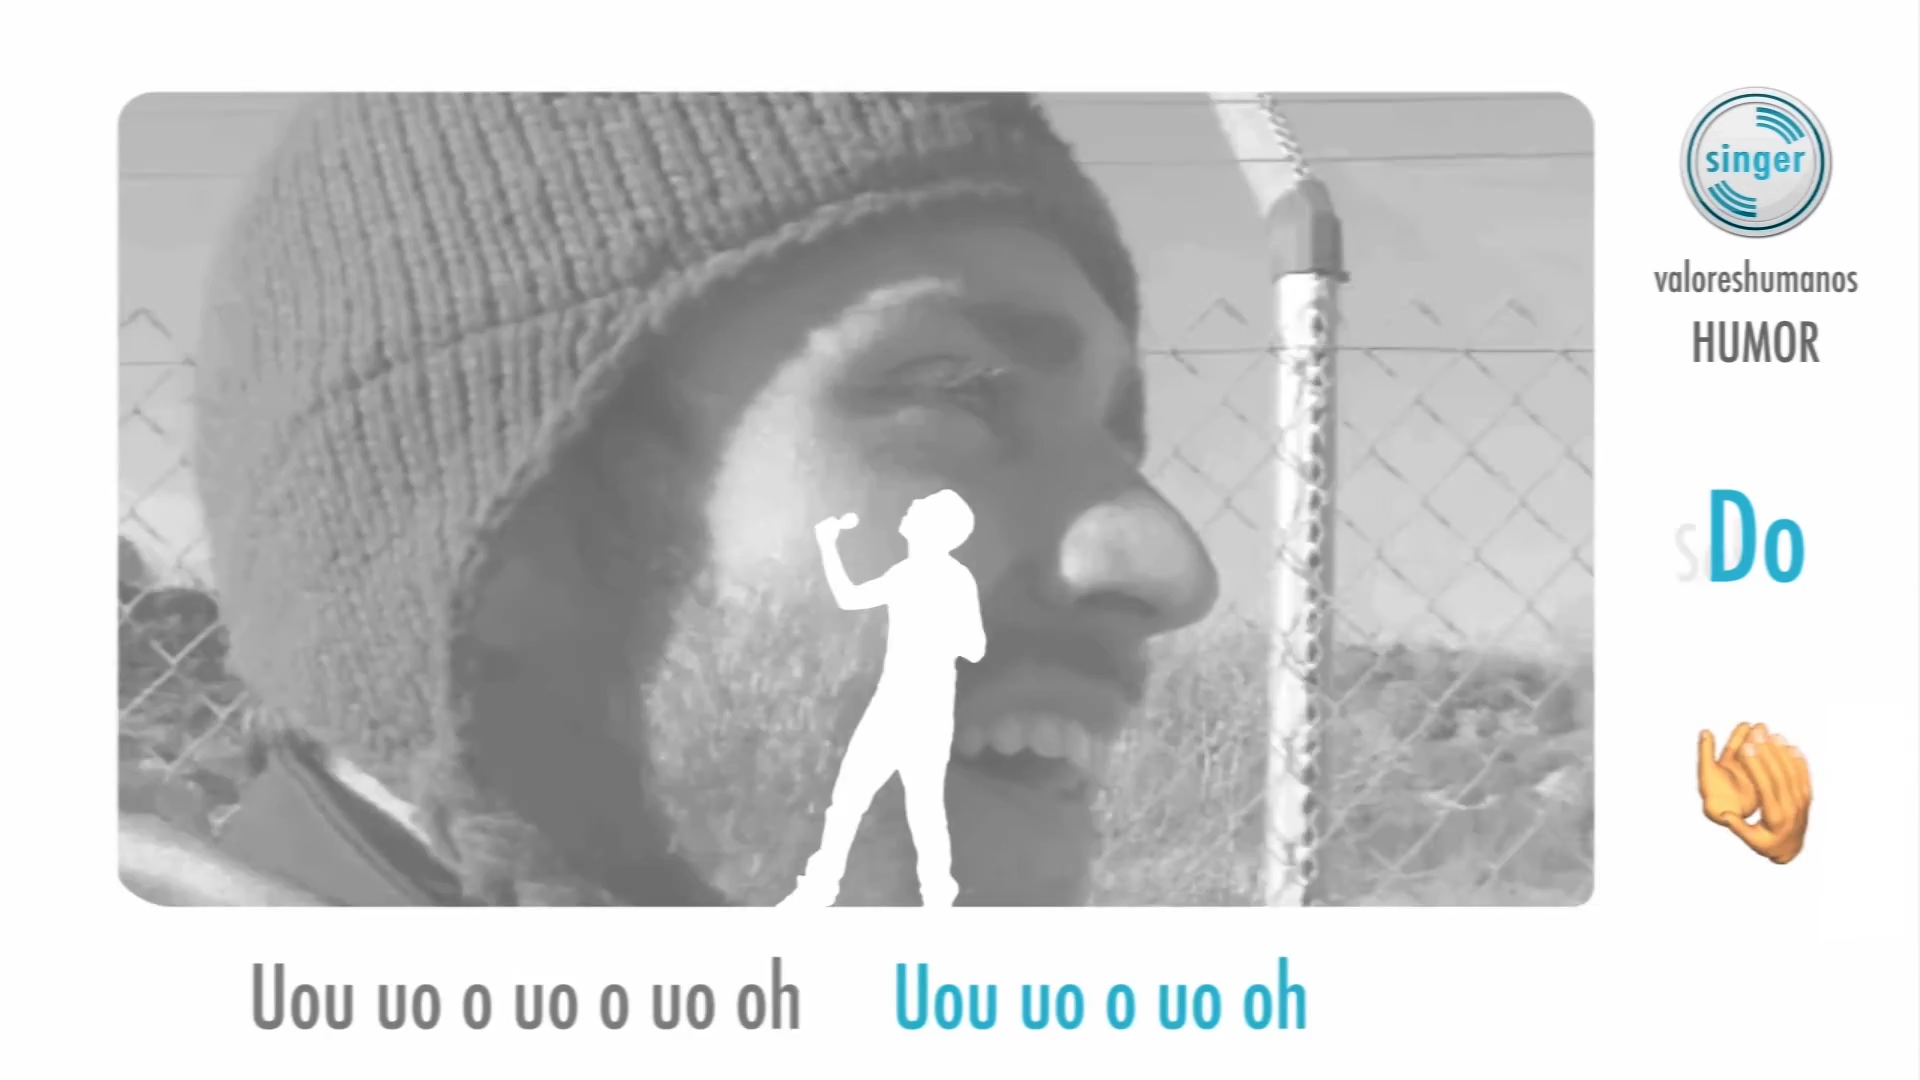 singer
valoreshumanos
HUMOR
Do
Uou uo o uo o uo oh Uou uo o uo oh